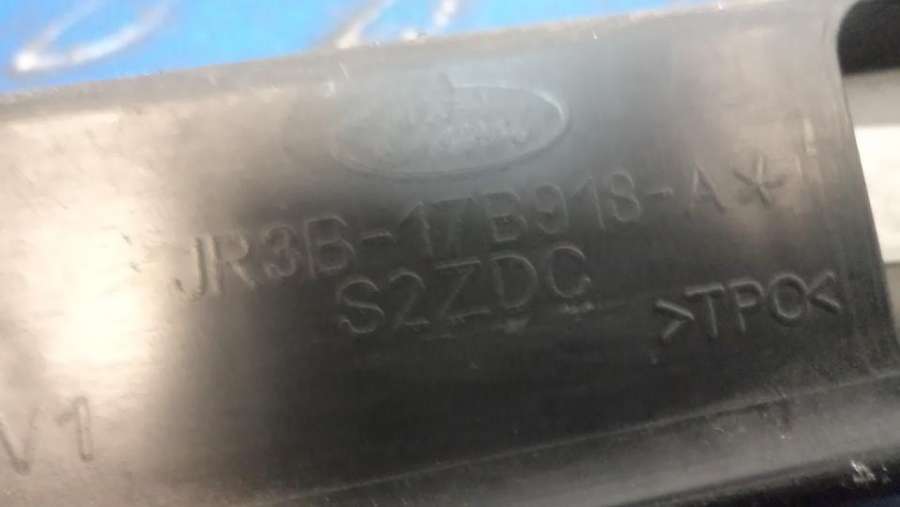 JR3B-17B918-A*
S2ZDC
>TPO<
V1